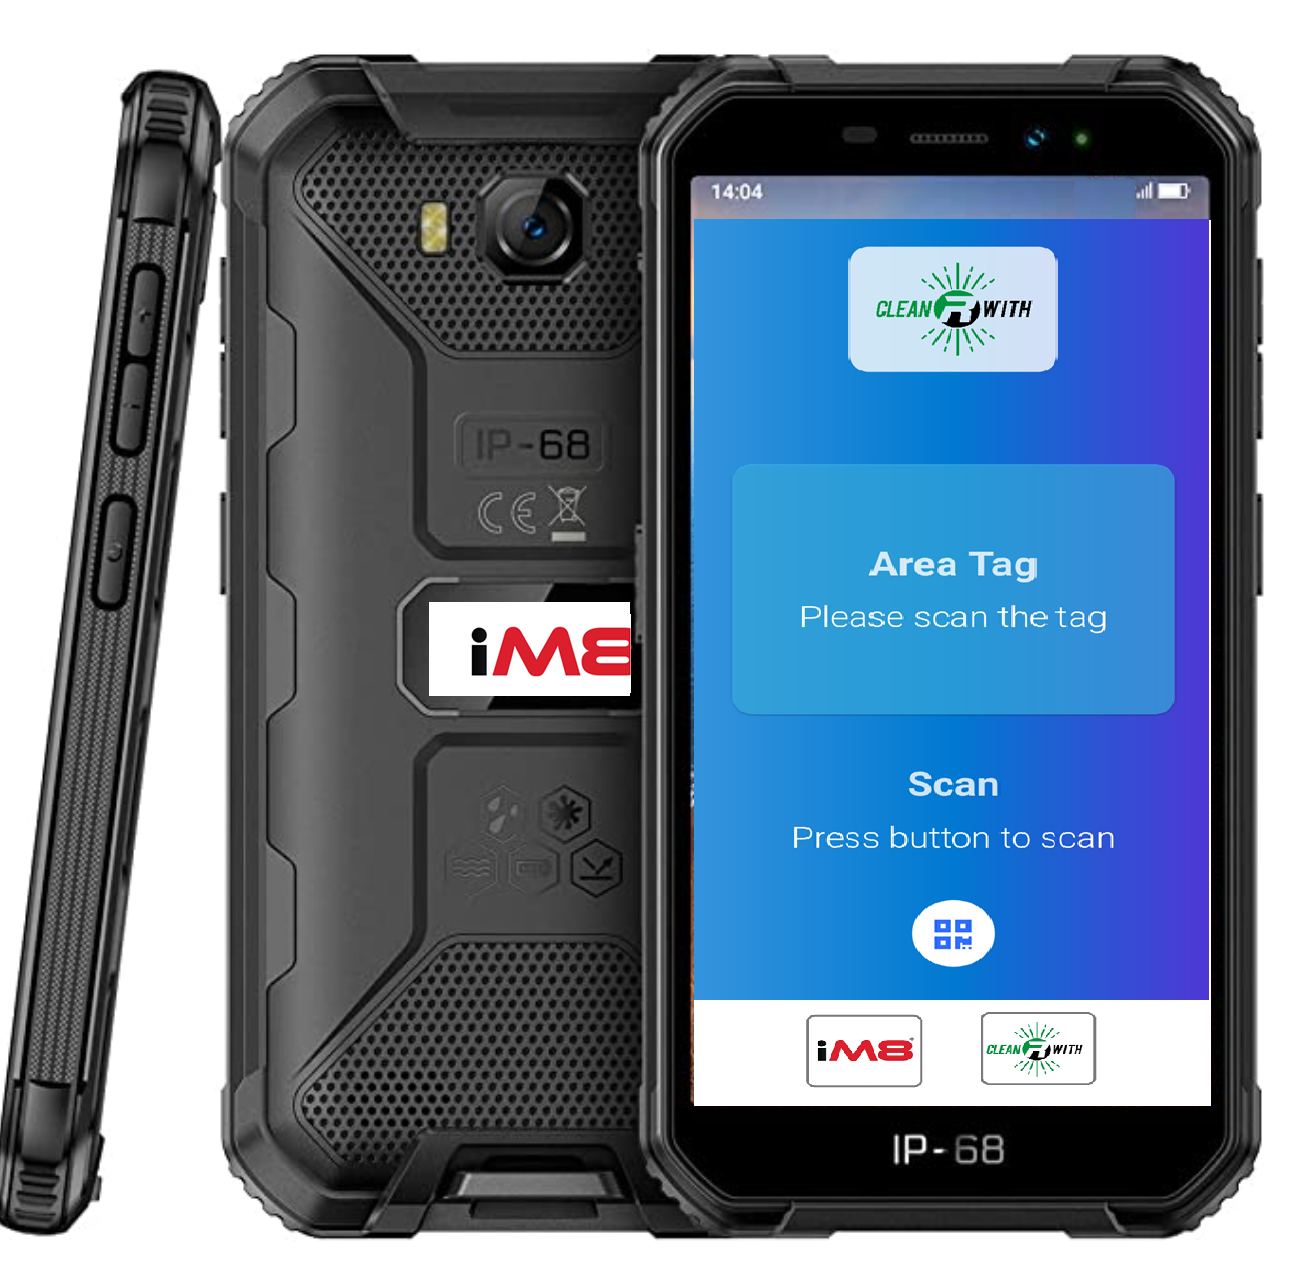 IP-68
CE
iM8
14:04
CLEAN WITH
Area Tag
Please scan the tag
Scan
Press button to scan
iM8
CLEAN WITH
IP-68